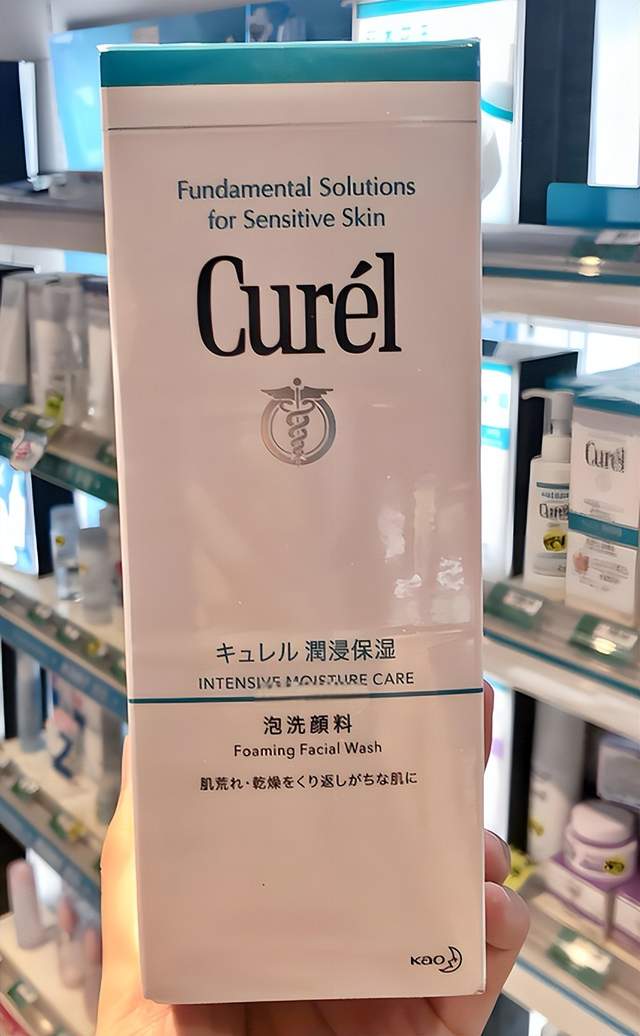 Fundamental Solutions
for Sensitive Skin
Curél
キュレル 潤浸保湿
INTENSIVE MOISTURE CARE
泡洗顔料
Foaming Facial Wash
肌荒れ・乾燥をくり返しがちな肌に
Kao
Curél
Curél